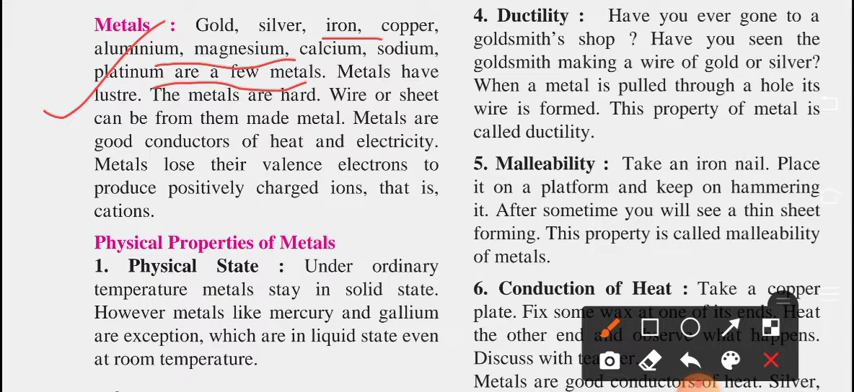 Metals : Gold, silver, iron, copper,
aluminium, magnesium, calcium, sodium,
platinum are a few metals. Metals have
lustre. The metals are hard. Wire or sheet
can be from them made metal. Metals are
good conductors of heat and electricity.
Metals lose their valence electrons to
produce positively charged ions, that is,
cations.
Physical Properties of Metals
1. Physical State : Under ordinary
temperature metals stay in solid state.
However metals like mercury and gallium
are exception, which are in liquid state even
at room temperature.
4. Ductility : Have you ever gone to a
goldsmith's shop ? Have you seen the
goldsmith making a wire of gold or silver?
When a metal is pulled through a hole its
wire is formed. This property of metal is
called ductility.
5. Malleability : Take an iron nail. Place
it on a platform and keep on hammering
it. After sometime you will see a thin sheet
forming. This property is called malleability
of metals.
6. Conduction of Heat : Take a copper
plate. Fix some wax at one of its ends. Heat
the other end and observe what happens.
Discuss with teacher.
Metals are good conductors of heat. Silver,